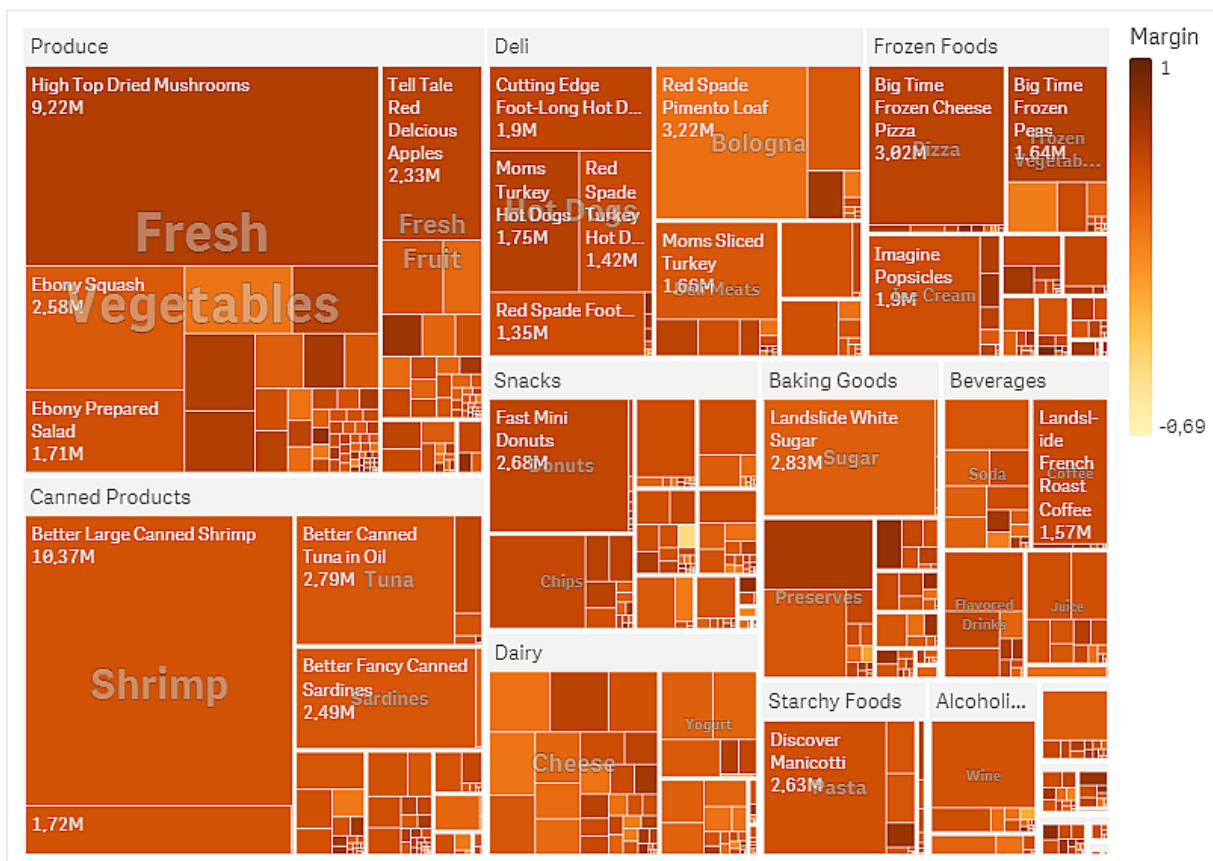 Produce
High Top Dried Mushrooms
9,22M
Tell Tale
Red
Delcious
Apples
2,33M
Fresh
Vegetables
Fresh
Fruit
Ebony Squash
2,58M
Ebony Prepared
Salad
1,71M
Deli
Cutting Edge
Foot-Long Hot D...
1,9M
Moms
Turkey
Hot Dogs
1,75M
Red
Spade
Turkey
Hot D...
1,42M
Hot Dogs
Red Spade Foot...
1,35M
Red Spade
Pimento Loaf
3,22M
Bologna
Moms Sliced
Turkey
1,66M
Deli Meats
Frozen Foods
Big Time
Frozen Cheese
Pizza
3,02M
Pizza
Big Time
Frozen
Peas
1,64M
Frozen
Vegetab...
Imagine
Popsicles
1,9M
Ice Cream
Margin
1
-0,69
Canned Products
Better Large Canned Shrimp
10,37M
Shrimp
1,72M
Better Canned
Tuna in Oil
2,79M
Tuna
Better Fancy Canned
Sardines
2,49M
Sardines
Snacks
Fast Mini
Donuts
2,68M
Donuts
Chips
Baking Goods
Landslide White
Sugar
2,83M
Sugar
Preserves
Beverages
Soda
Landsl-
ide
French
Roast
Coffee
1,57M
Coffee
Flavored
Drinks
Juice
Dairy
Cheese
Yogurt
Starchy Foods
Discover
Manicotti
2,63M
Pasta
Alcoholi...
Wine